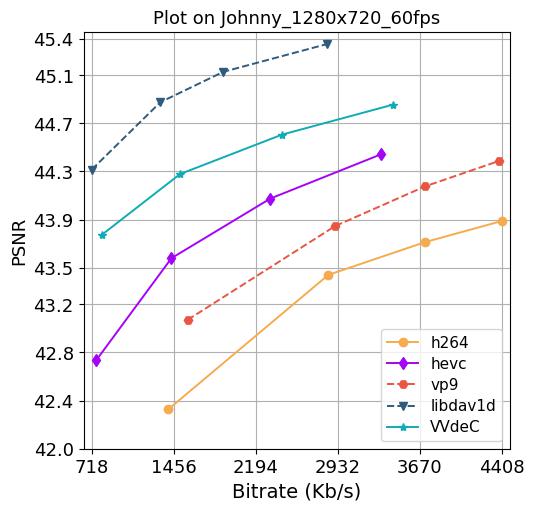 Plot on Johnny_1280x720_60fps
45.4
45.1
44.7
44.3
43.9
43.5
43.2
42.8
42.4
42.0
PSNR
h264
hevc
vp9
libdav1d
VVdeC
718 1456 2194 2932 3670 4408
Bitrate (Kb/s)